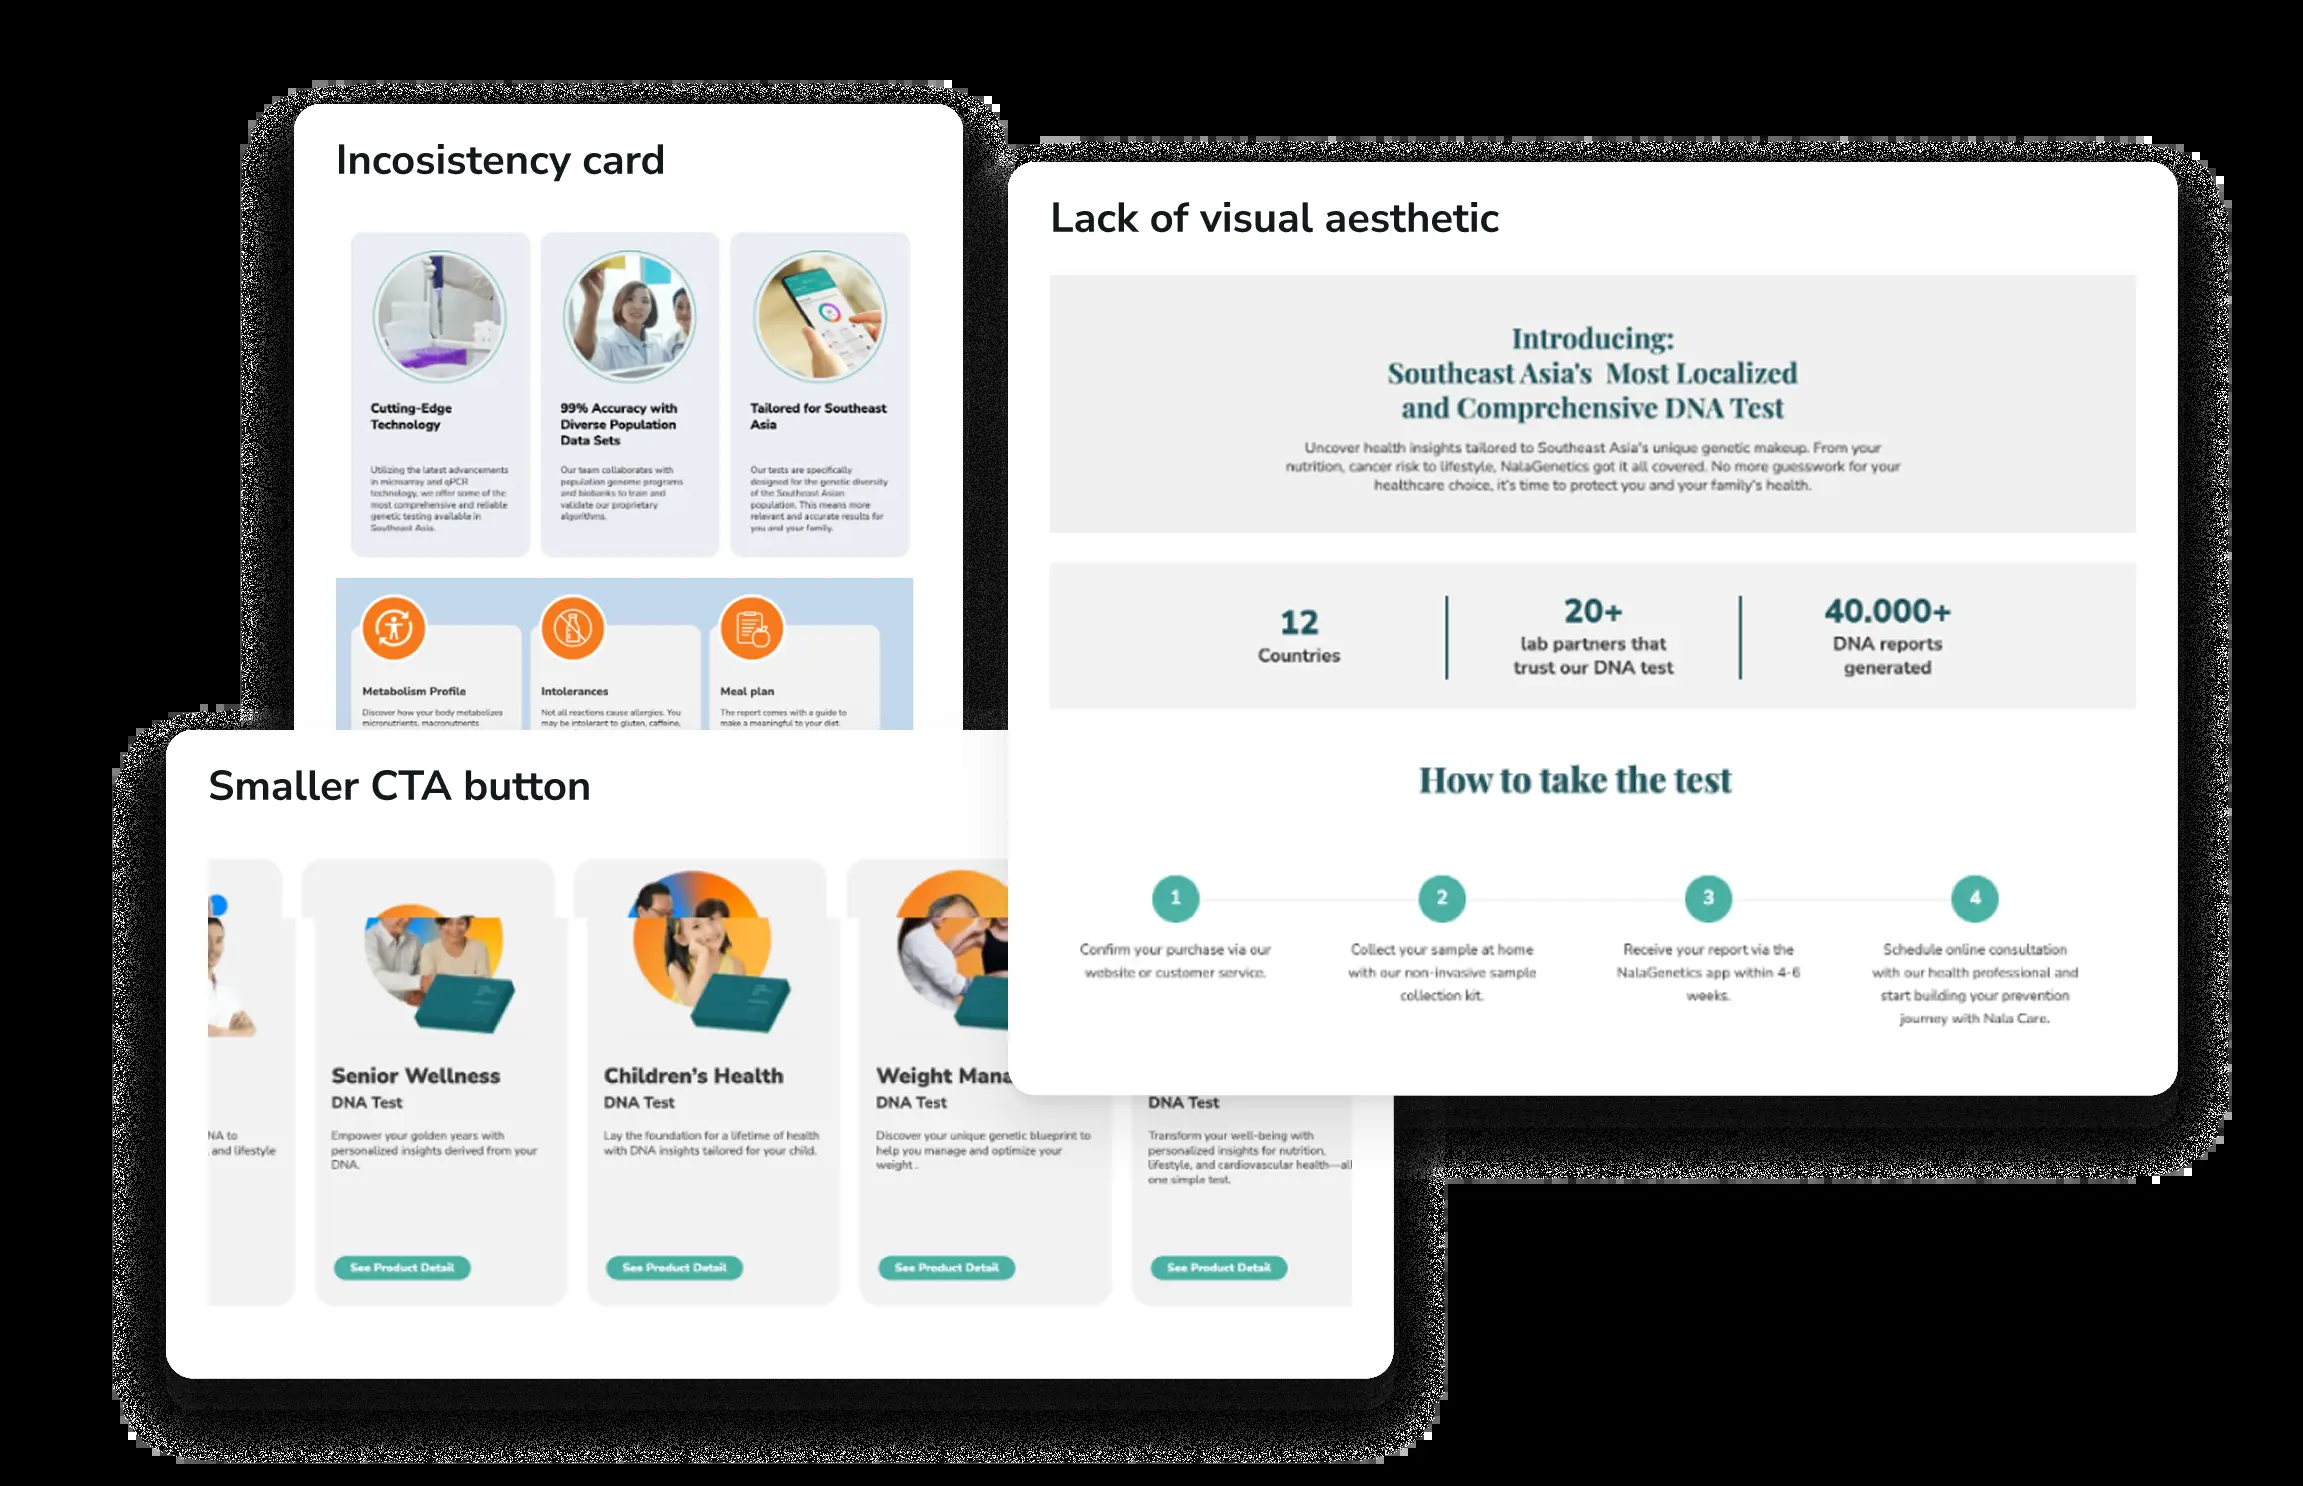 Incosistency card
Cutting-Edge
Technology
Utilizing the latest advancements
in microarray and qPCR
technology, we offer some of the
most comprehensive and reliable
genetic testing available in
Southeast Asia.
99% Accuracy with
Diverse Population
Data Sets
Our team collaborates with
population genome programs
and biobanks to train and
validate our proprietary
algorithms.
Tailored for Southeast
Asia
Our tests are specifically
designed for the genetic diversity
of the Southeast Asian
population. This means more
relevant and accurate results for
you and your family.
Metabolism Profile
Discover how your body metabolizes
micronutrients, macronutrients
Intolerances
Not all reactions cause allergies. You
may be intolerant to gluten, caffeine,
Meal plan
The report comes with a guide to
make a meaningful to your diet.
Lack of visual aesthetic
Introducing:
Southeast Asia's Most Localized
and Comprehensive DNA Test
Uncover health insights tailored to Southeast Asia's unique genetic makeup. From your
nutrition, cancer risk to lifestyle, NalaGenetics got it all covered. No more guesswork for your
healthcare choice, it's time to protect you and your family's health.
12
Countries
20+
lab partners that
trust our DNA test
40.000+
DNA reports
generated
How to take the test
1
Confirm your purchase via our
website or customer service.
2
Collect your sample at home
with our non-invasive sample
collection kit.
3
Receive your report via the
NalaGenetics app within 4-6
weeks.
4
Schedule online consultation
with our health professional and
start building your prevention
journey with Nala Care.
Smaller CTA button
NA to
and lifestyle
Senior Wellness
DNA Test
Empower your golden years with
personalized insights derived from your
DNA.
See Product Detail
Children's Health
DNA Test
Lay the foundation for a lifetime of health
with DNA insights tailored for your child.
See Product Detail
Weight Mana
DNA Test
Discover your unique genetic blueprint to
help you manage and optimize your
weight .
See Product Detail
DNA Test
Transform your well-being with
personalized insights for nutrition,
lifestyle, and cardiovascular health—all
one simple test.
See Product Detail